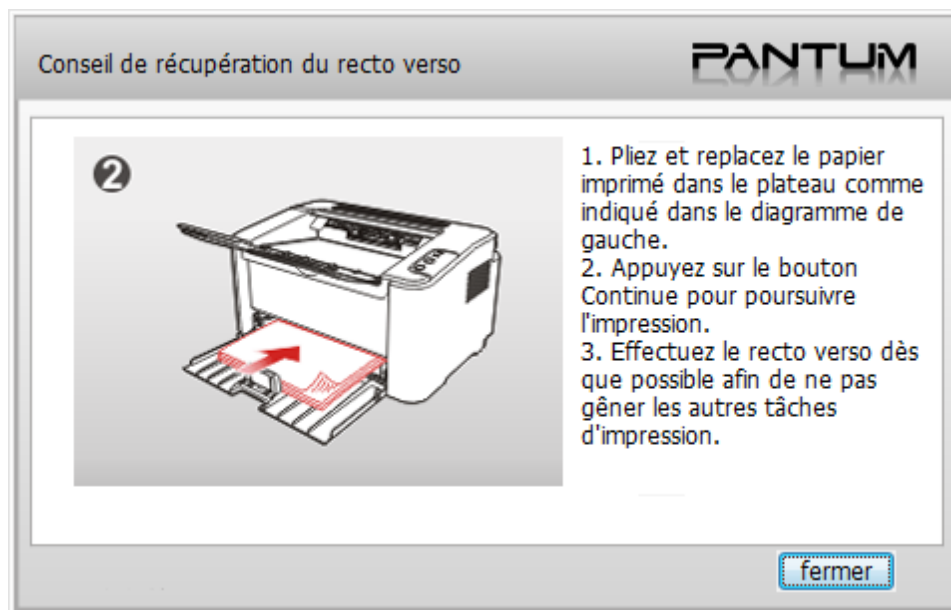 Conseil de récupération du recto verso
PANTUM
2
1. Pliez et replacez le papier
imprimé dans le plateau comme
indiqué dans le diagramme de
gauche.
2. Appuyez sur le bouton
Continue pour poursuivre
l'impression.
3. Effectuez le recto verso dès
que possible afin de ne pas
gêner les autres tâches
d'impression.
fermer